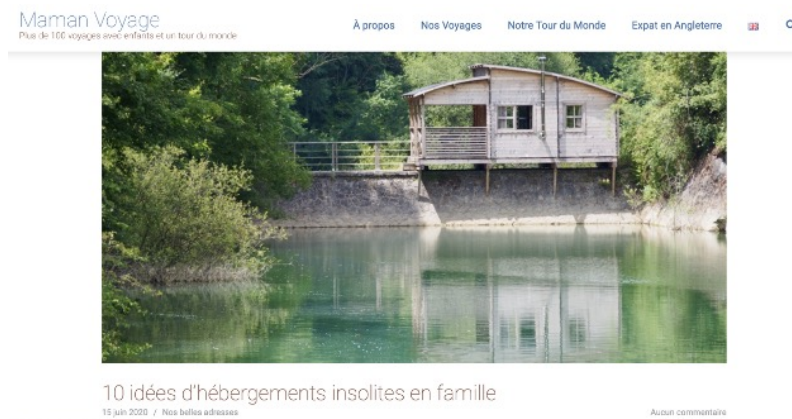 Maman Voyage
Plus de 100 voyages avec enfants et un tour du monde
À propos Nos Voyages Notre Tour du Monde Expat en Angleterre
10 idées d'hébergements insolites en famille
15 juin 2020 / Nos belles adresses Aucun commentaire